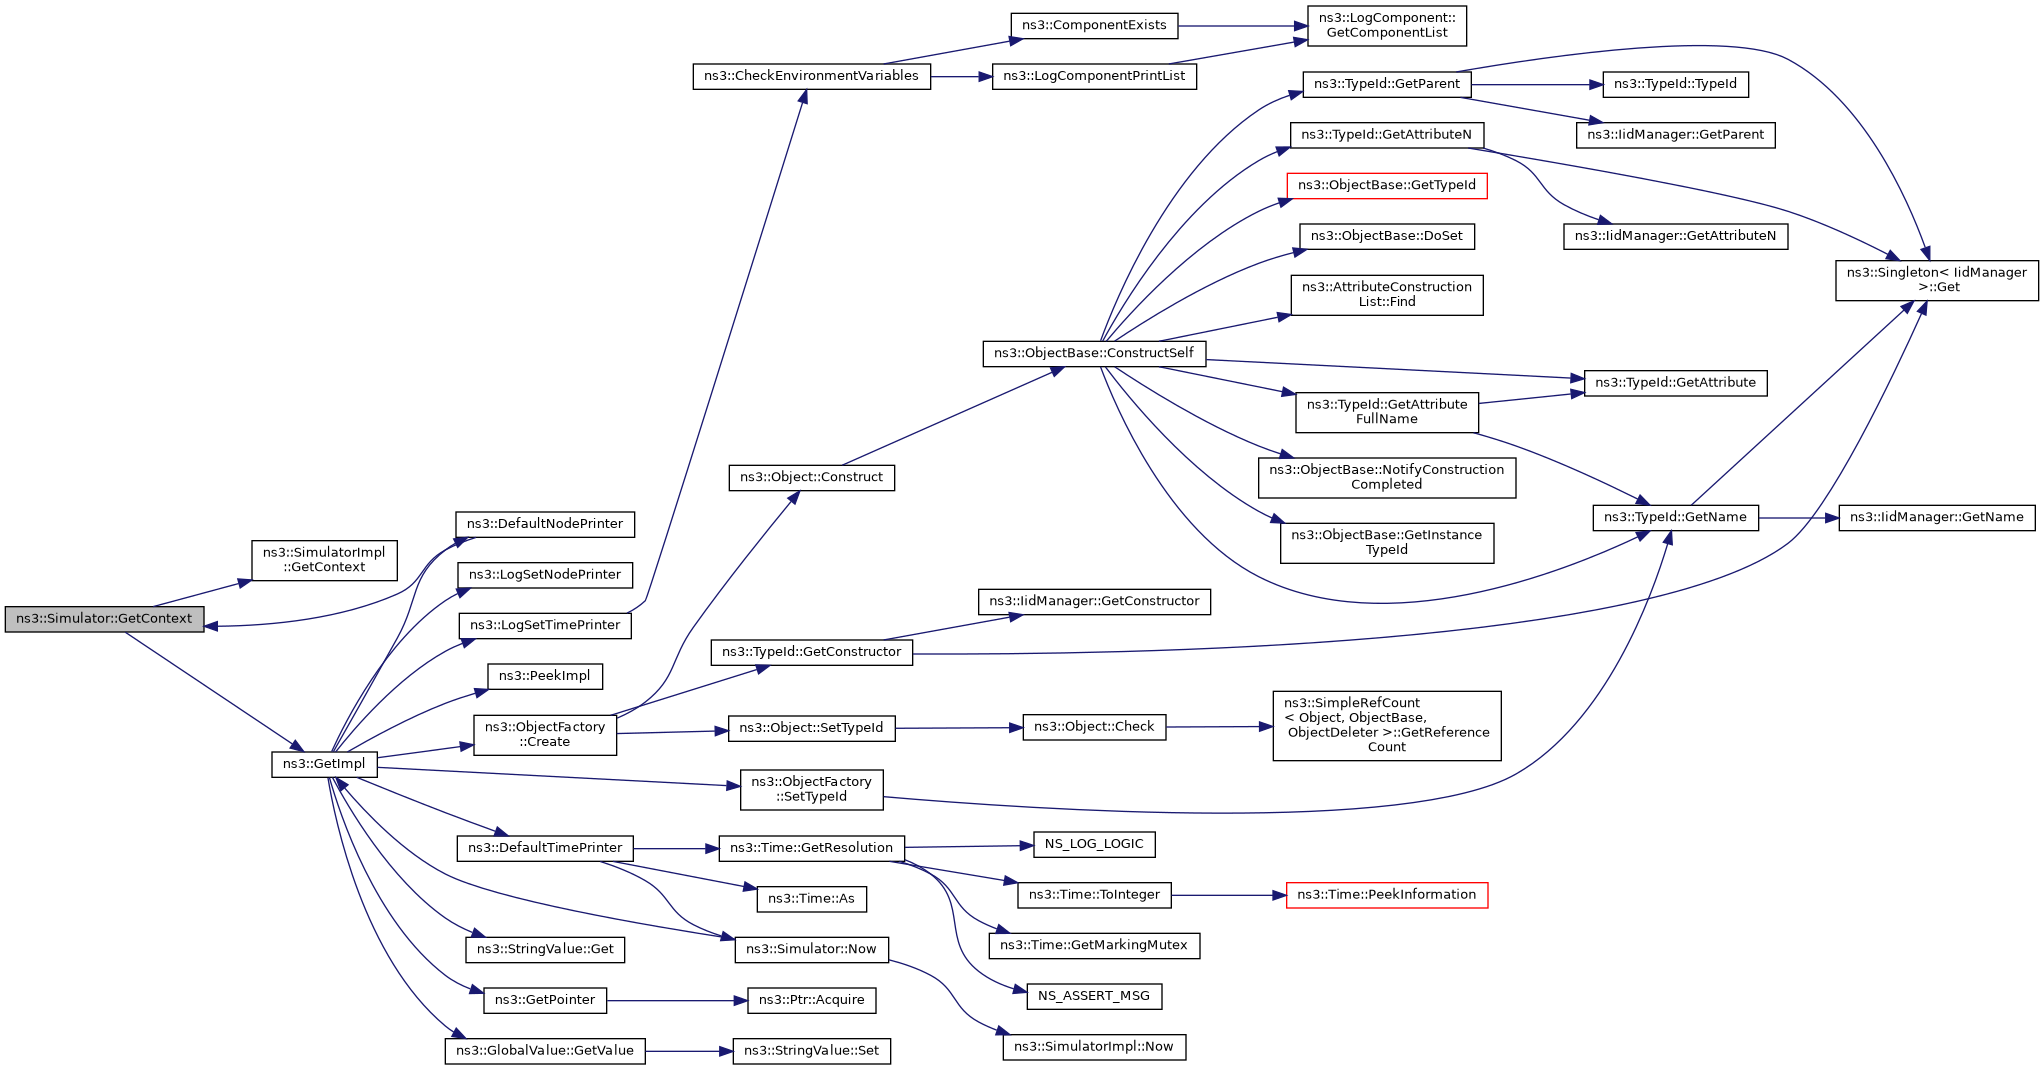 ns3::Simulator::GetContext
ns3::SimulatorImpl
::GetContext
ns3::GetImpl
ns3::DefaultNodePrinter
ns3::LogSetNodePrinter
ns3::LogSetTimePrinter
ns3::PeekImpl
ns3::ObjectFactory
::Create
ns3::DefaultTimePrinter
ns3::StringValue::Get
ns3::GetPointer
ns3::GlobalValue::GetValue
ns3::CheckEnvironmentVariables
ns3::Object::Construct
ns3::TypeId::GetConstructor
ns3::Object::SetTypeId
ns3::ObjectFactory
::SetTypeId
ns3::Time::GetResolution
ns3::Time::As
ns3::Simulator::Now
ns3::Ptr::Acquire
ns3::StringValue::Set
ns3::ComponentExists
ns3::LogComponentPrintList
ns3::ObjectBase::ConstructSelf
ns3::IidManager::GetConstructor
ns3::Object::Check
NS_LOG_LOGIC
ns3::Time::ToInteger
ns3::Time::GetMarkingMutex
NS_ASSERT_MSG
ns3::SimulatorImpl::Now
ns3::LogComponent::
GetComponentList
ns3::TypeId::GetParent
ns3::TypeId::GetAttributeN
ns3::ObjectBase::GetTypeId
ns3::ObjectBase::DoSet
ns3::AttributeConstruction
List::Find
ns3::TypeId::GetAttribute
FullName
ns3::ObjectBase::NotifyConstruction
Completed
ns3::ObjectBase::GetInstance
TypeId
ns3::SimpleRefCount
< Object, ObjectBase,
ObjectDeleter >::GetReference
Count
ns3::Time::PeekInformation
ns3::TypeId::TypeId
ns3::IidManager::GetParent
ns3::IidManager::GetAttributeN
ns3::TypeId::GetAttribute
ns3::TypeId::GetName
ns3::Singleton< IidManager
>::Get
ns3::IidManager::GetName